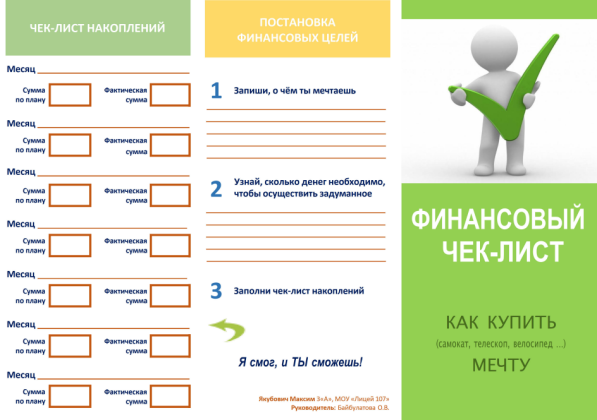 ЧЕК-ЛИСТ НАКОПЛЕНИЙ
Месяц
Сумма
по плану
Фактическая
сумма
Месяц
Сумма
по плану
Фактическая
сумма
Месяц
Сумма
по плану
Фактическая
сумма
Месяц
Сумма
по плану
Фактическая
сумма
Месяц
Сумма
по плану
Фактическая
сумма
Месяц
Сумма
по плану
Фактическая
сумма
Месяц
Сумма
по плану
Фактическая
сумма
ПОСТАНОВКА
ФИНАНСОВЫХ ЦЕЛЕЙ
1 Запиши, о чём ты мечтаешь
2 Узнай, сколько денег необходимо,
чтобы осуществить задуманное
3 Заполни чек-лист накоплений
Я смог, и ТЫ сможешь!
Якубович Максим 3«А», МОУ «Лицей 107»
Руководитель: Байбулатова О.В.
ФИНАНСОВЫЙ
ЧЕК-ЛИСТ
КАК КУПИТЬ
(самокат, телескоп, велосипед ...)
МЕЧТУ